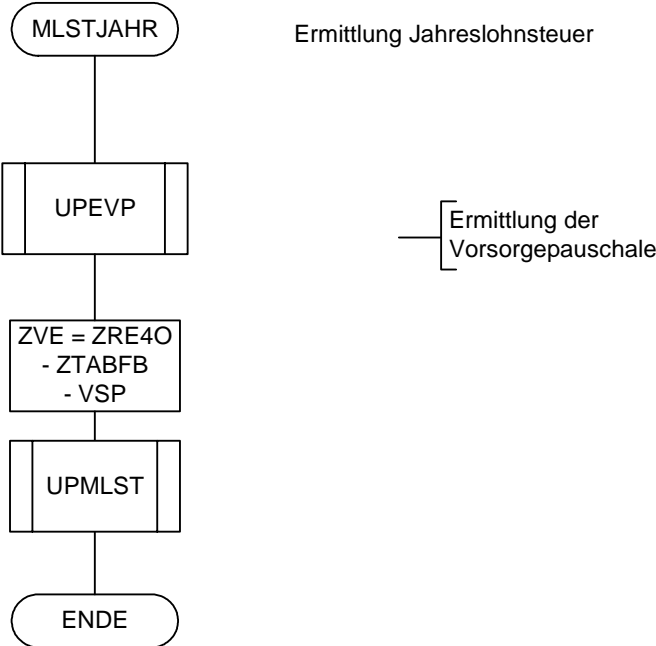 MLSTJAHR
Ermittlung Jahreslohnsteuer
UPEVP
Ermittlung der
Vorsorgepauschale
ZVE = ZRE4O
- ZTABFB
- VSP
UPMLST
ENDE